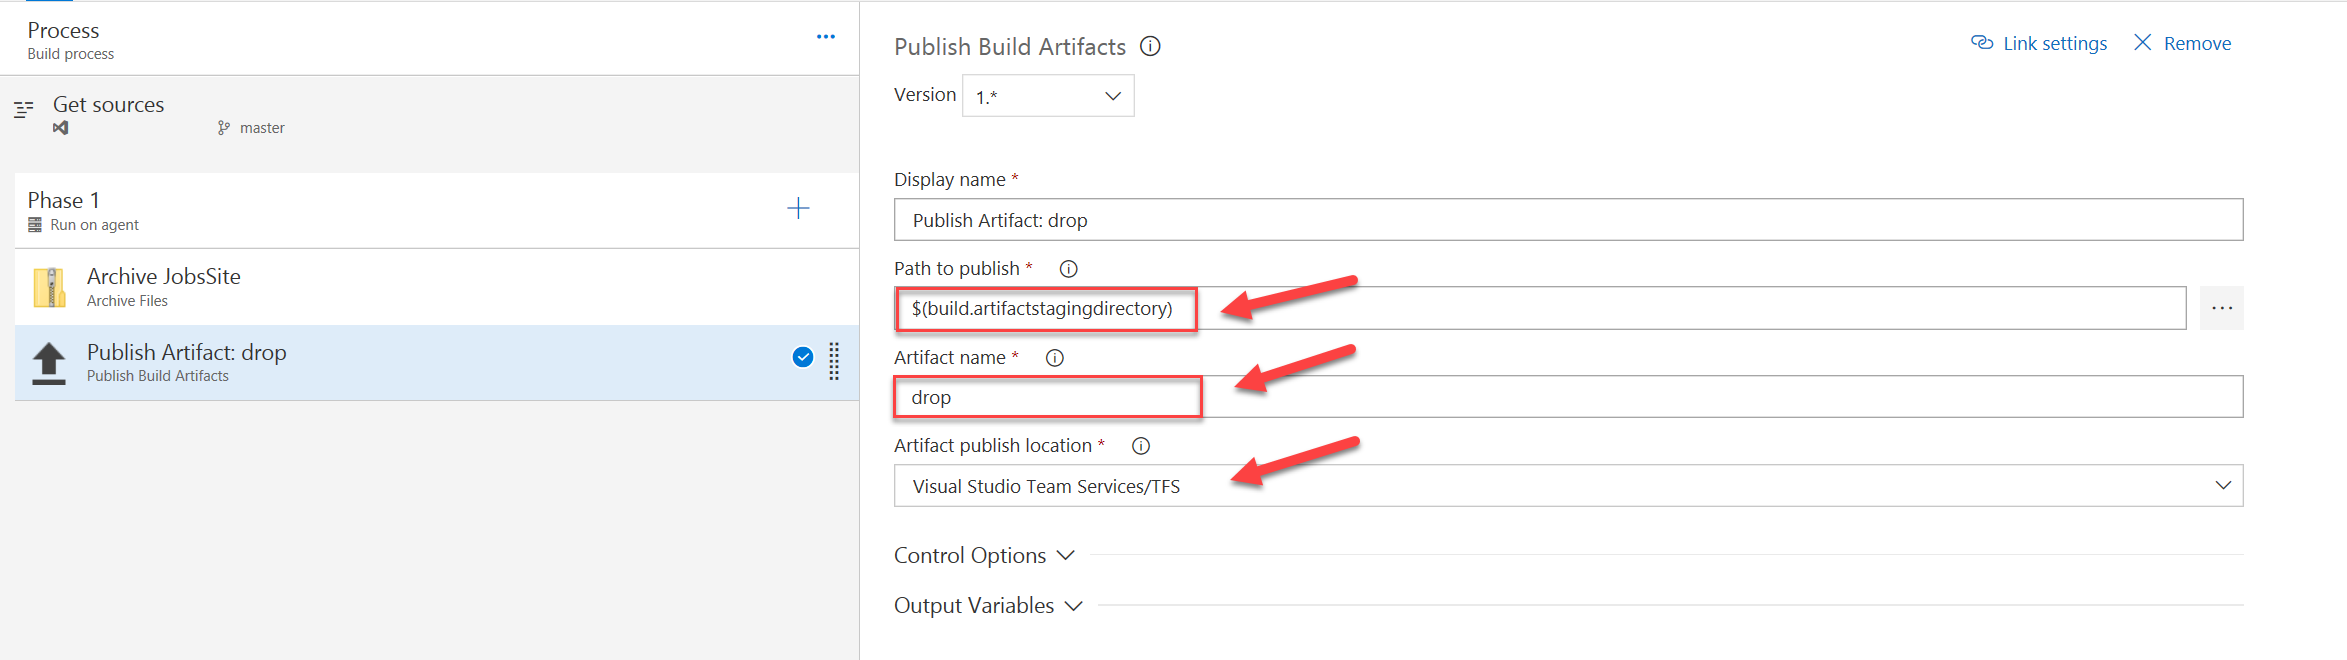 Process
Build process
Get sources
master
Phase 1
Run on agent
Archive JobsSite
Archive Files
Publish Artifact: drop
Publish Build Artifacts
Publish Build Artifacts
Link settings
Remove
Version
1.*
Display name *
Publish Artifact: drop
Path to publish *
$(build.artifactstagingdirectory)
Artifact name *
drop
Artifact publish location *
Visual Studio Team Services/TFS
Control Options
Output Variables